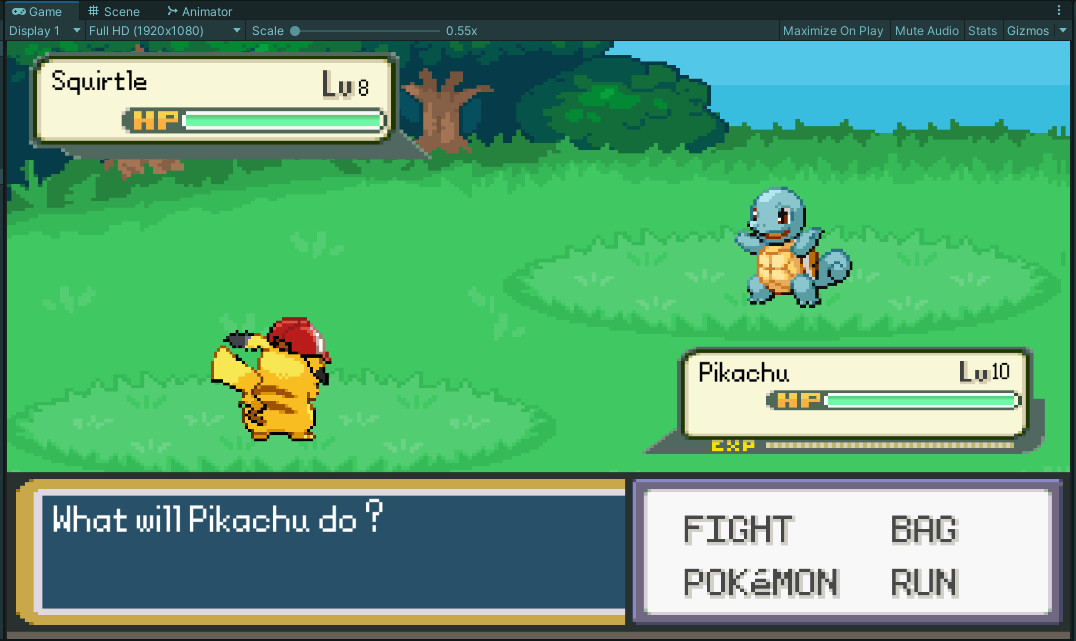 Game Scene Animator
Display 1 Full HD (1920x1080) Scale 0.55x Maximize On Play Mute Audio Stats Gizmos
Squirtle Lv8
HP
Pikachu Lv10
HP
EXP
What will Pikachu do ?
FIGHT BAG
POKéMON RUN